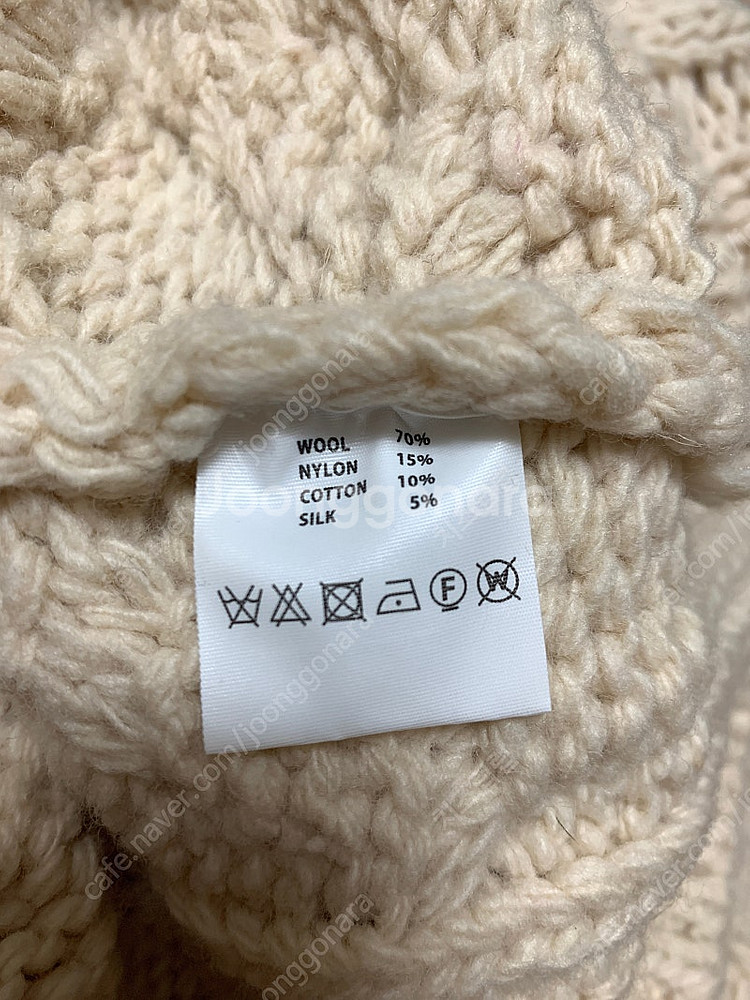 WOOL 70%
NYLON 15%
COTTON 10%
SILK 5%
F W
Joonggonara
cafe.naver.com/joonggonara